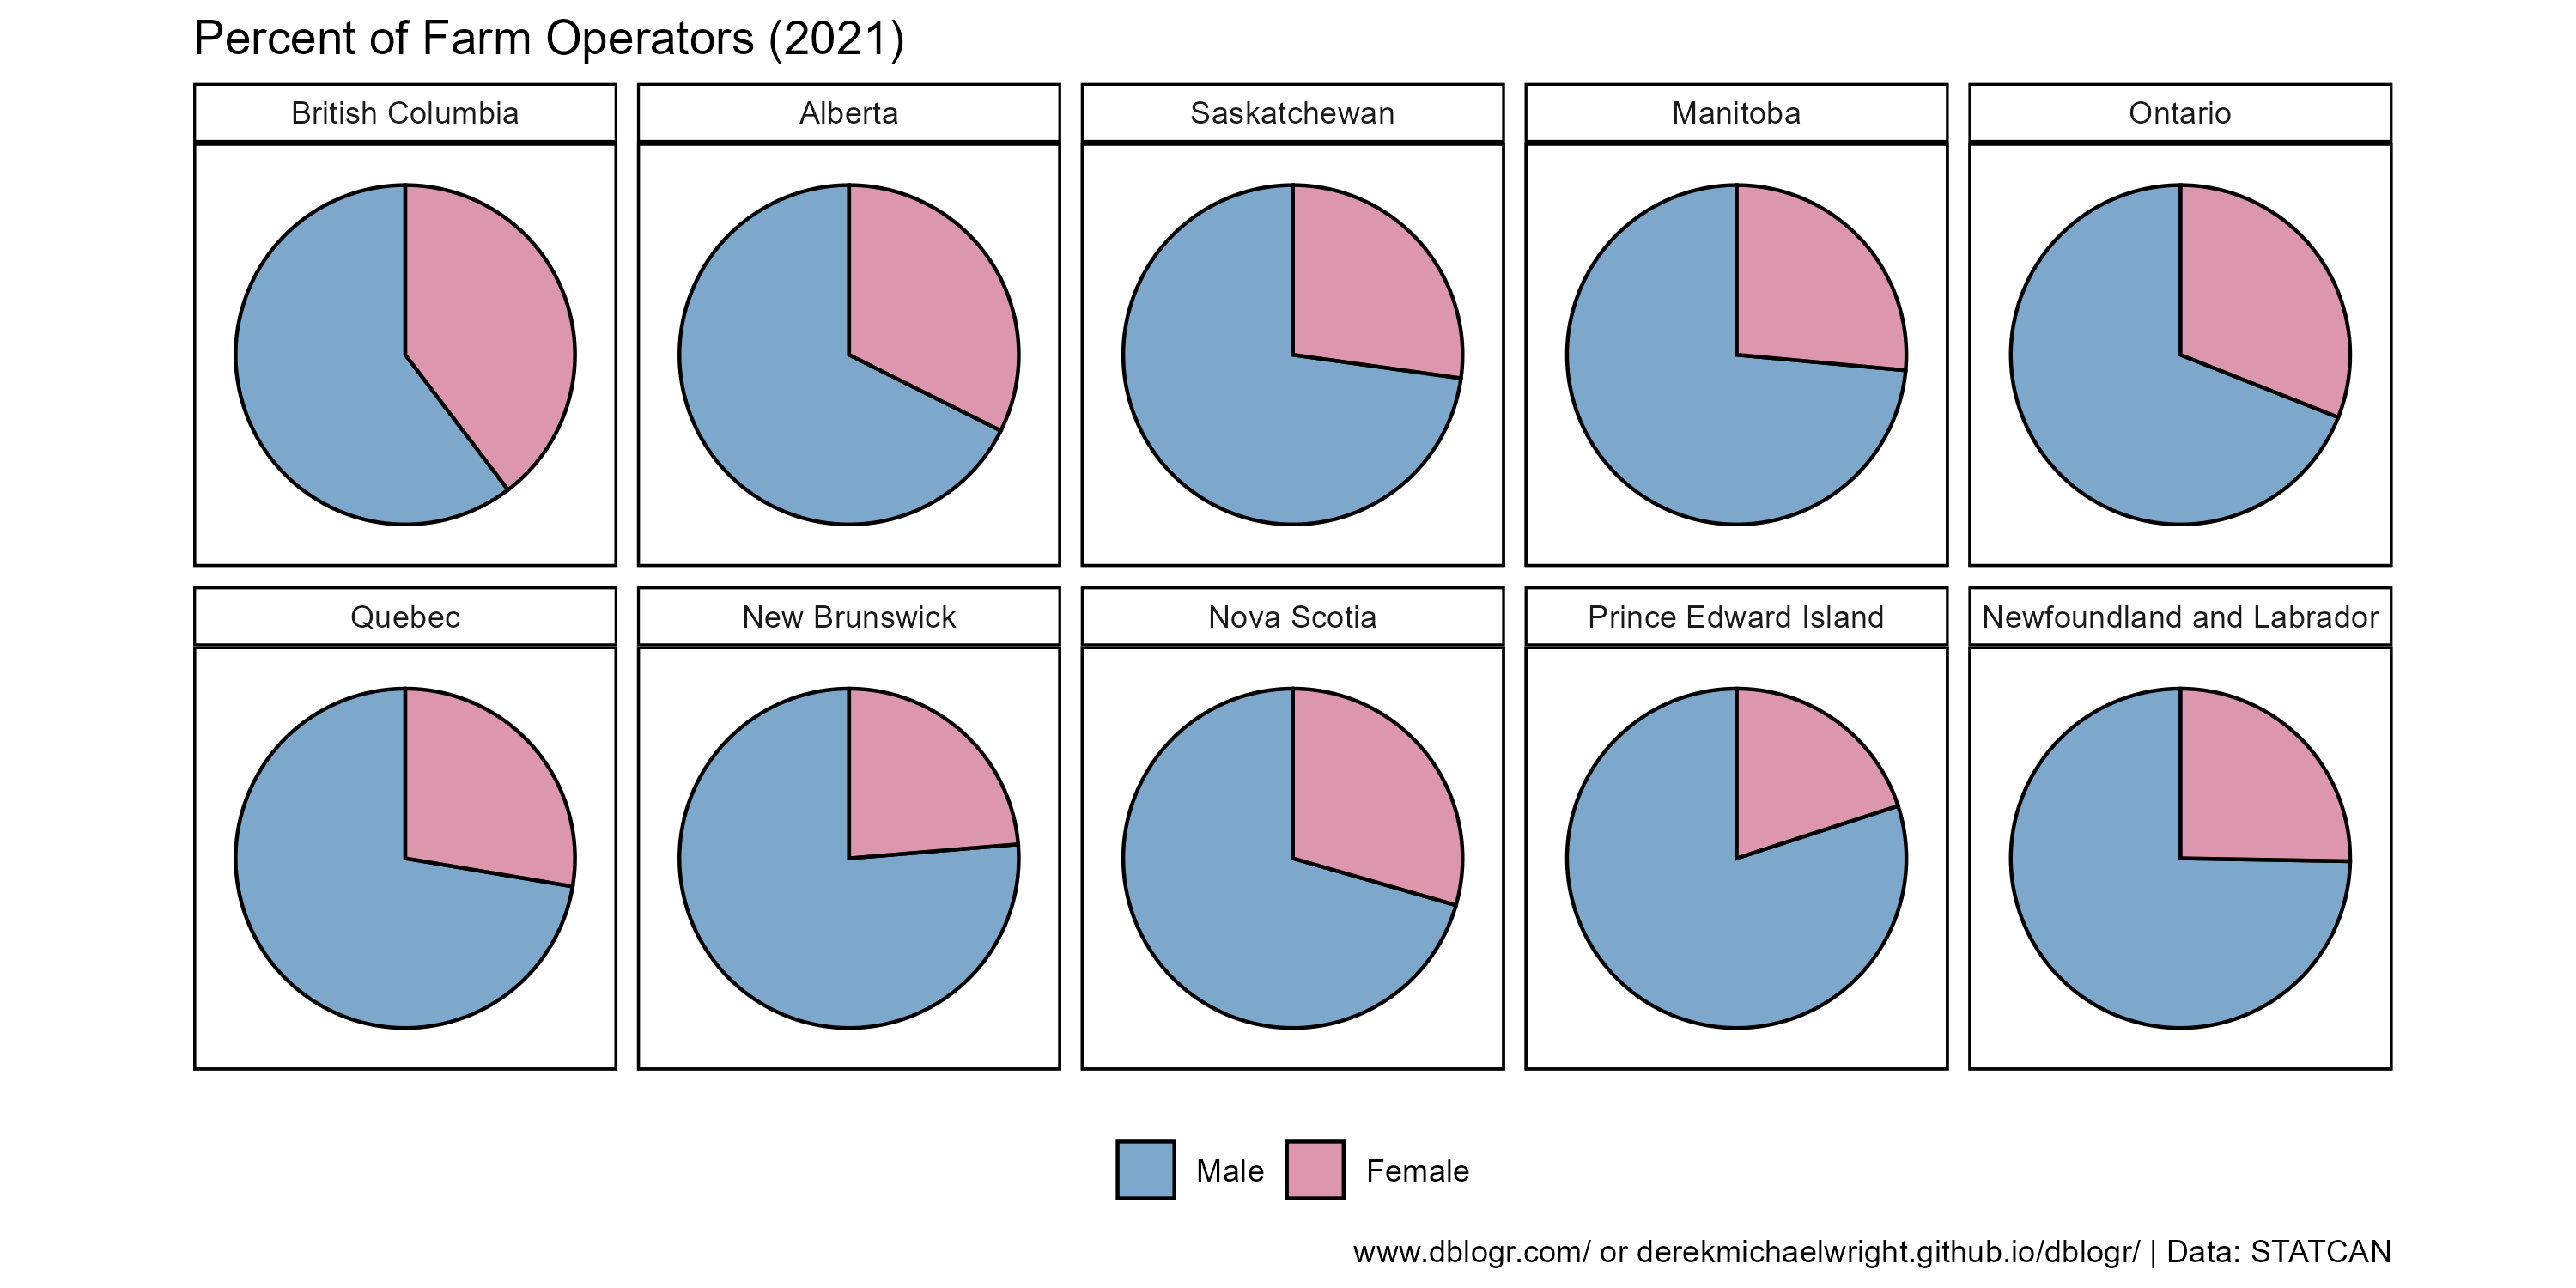 Percent of Farm Operators (2021)
British Columbia
Alberta
Saskatchewan
Manitoba
Ontario
Quebec
New Brunswick
Nova Scotia
Prince Edward Island
Newfoundland and Labrador
Male
Female
www.dblogr.com/ or derekmichaelwright.github.io/dblogr/ | Data: STATCAN